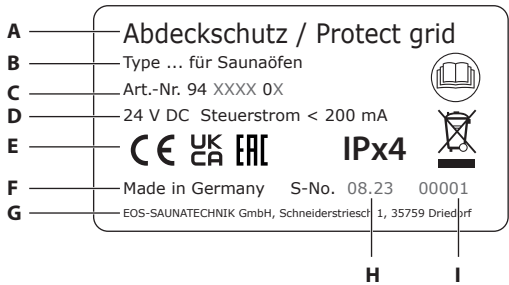 A Abdeckschutz / Protect grid
B Type ... für Saunaöfen
C Art.-Nr. 94 XXXX 0X
D 24 V DC Steuerstrom < 200 mA
E CE UK CA EAC IPx4
F Made in Germany S-No. 08.23 00001
G EOS-SAUNATECHNIK GmbH, Schneiderstriesch 1, 35759 Driedorf
H I